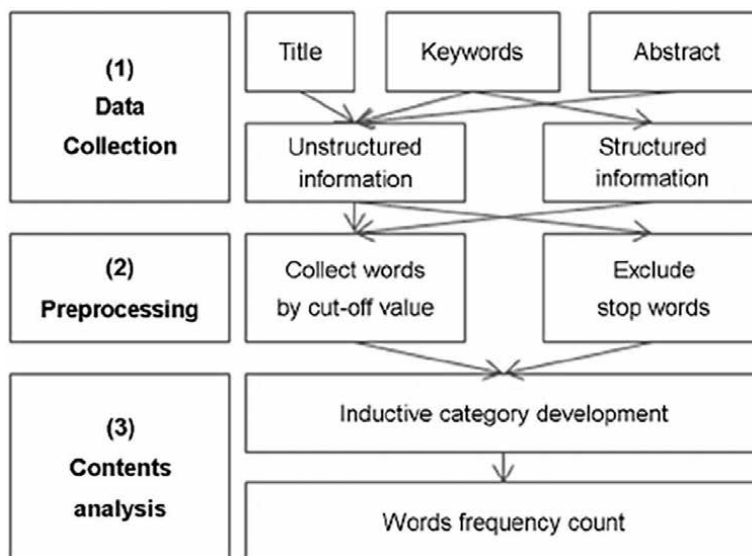 (1)
Data
Collection
Title
Keywords
Abstract
Unstructured
information
Structured
information
(2)
Preprocessing
Collect words
by cut-off value
Exclude
stop words
(3)
Contents
analysis
Inductive category development
Words frequency count